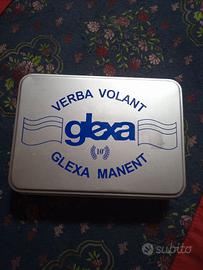 VERBA VOLANT
glexa
10°
GLEXA MANENT
subito